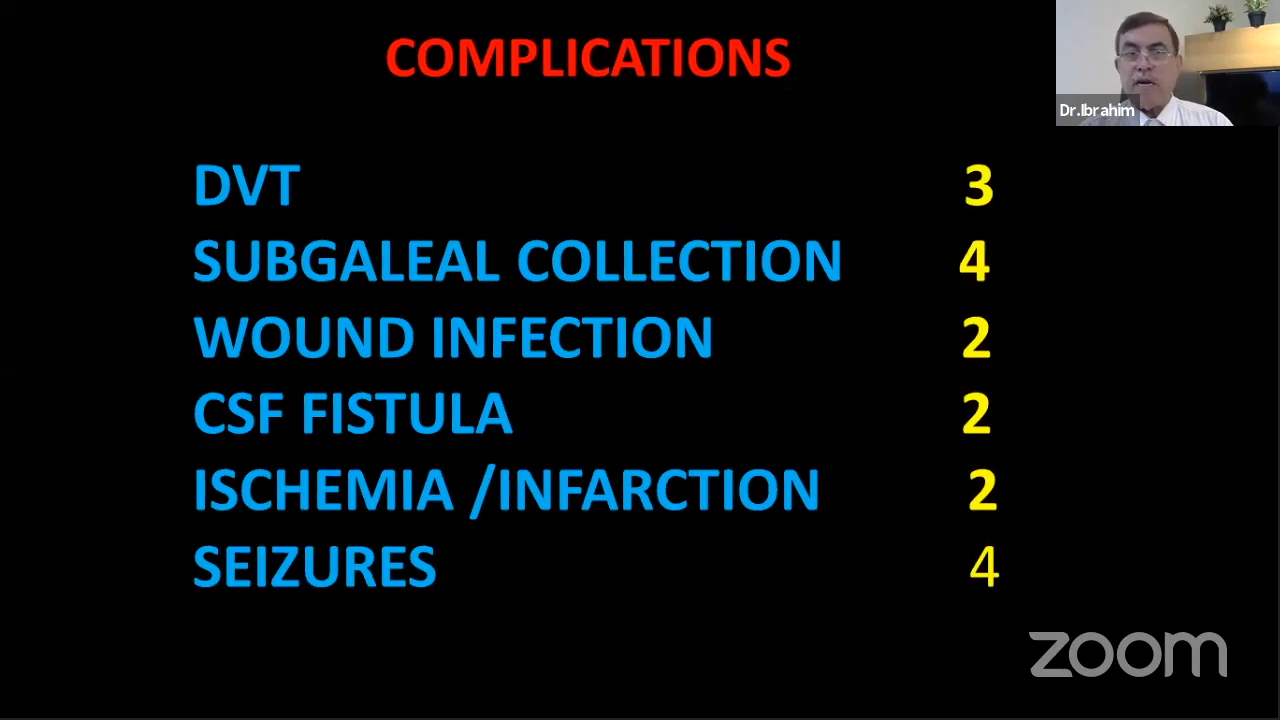 COMPLICATIONS
Dr.Ibrahim
DVT 3
SUBGALEAL COLLECTION 4
WOUND INFECTION 2
CSF FISTULA 2
ISCHEMIA /INFARCTION 2
SEIZURES 4
zoom